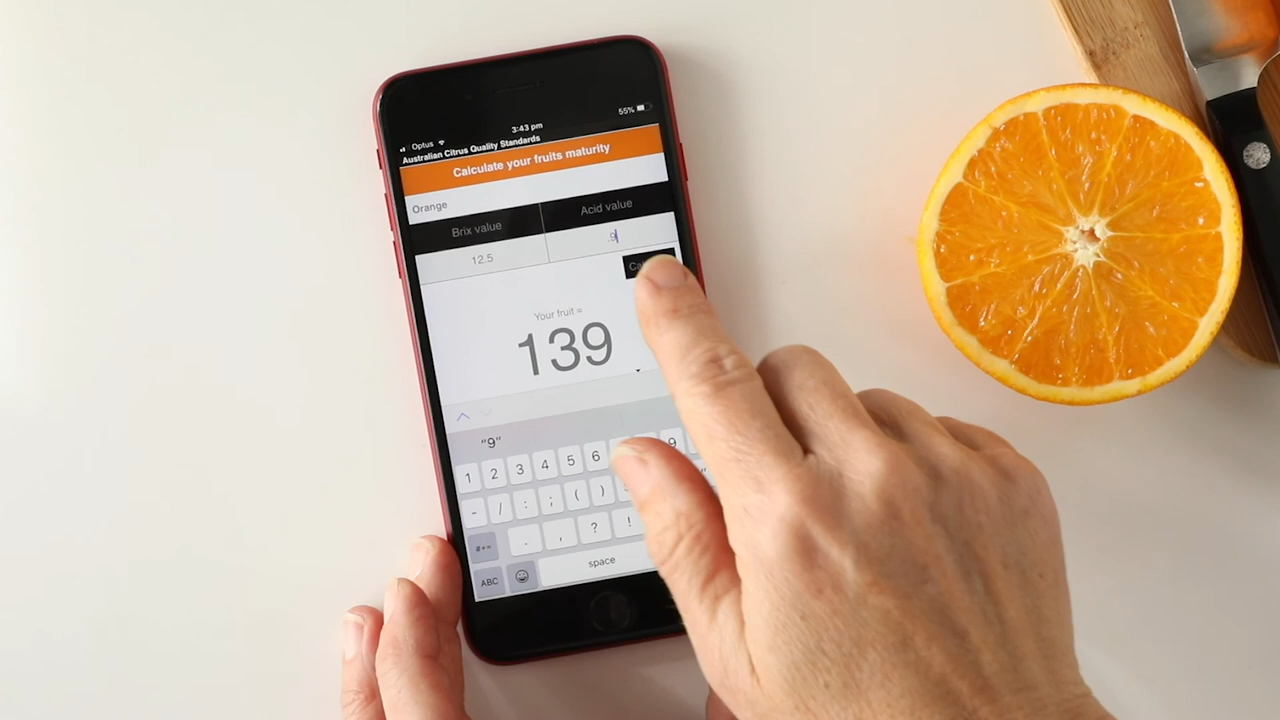 55%
3:43 pm
Optus
Australian Citrus Quality Standards
Calculate your fruits maturity
Orange
Brix value Acid value
12.5 .9
Your fruit =
139
"9"
1 2 3 4 5 6 9
- / : ; ( ) $ "
#+= . , ? !
ABC space